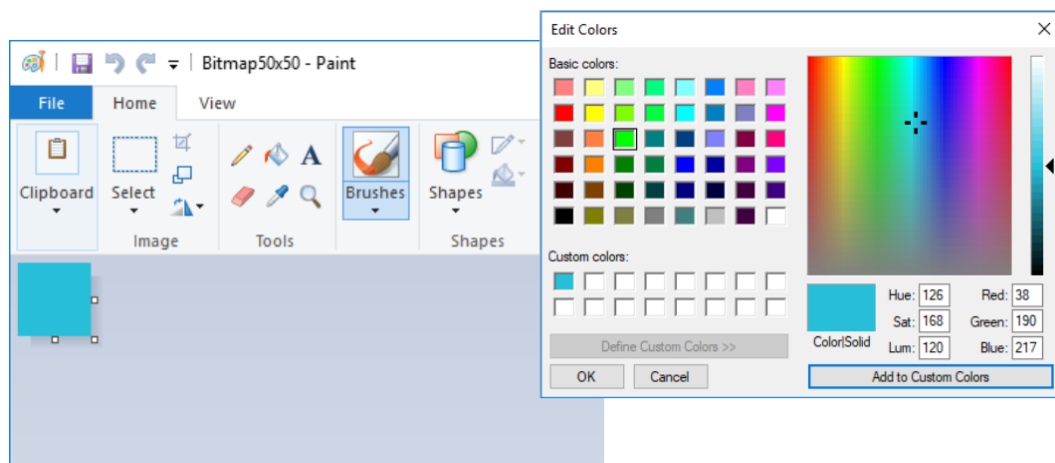 Bitmap50x50 - Paint
File Home View
Clipboard Select Brushes Shapes
Image Tools Shapes
Edit Colors
Basic colors:
Custom colors:
Define Custom Colors >>
OK Cancel
Color|Solid
Hue: 126 Red: 38
Sat: 168 Green: 190
Lum: 120 Blue: 217
Add to Custom Colors